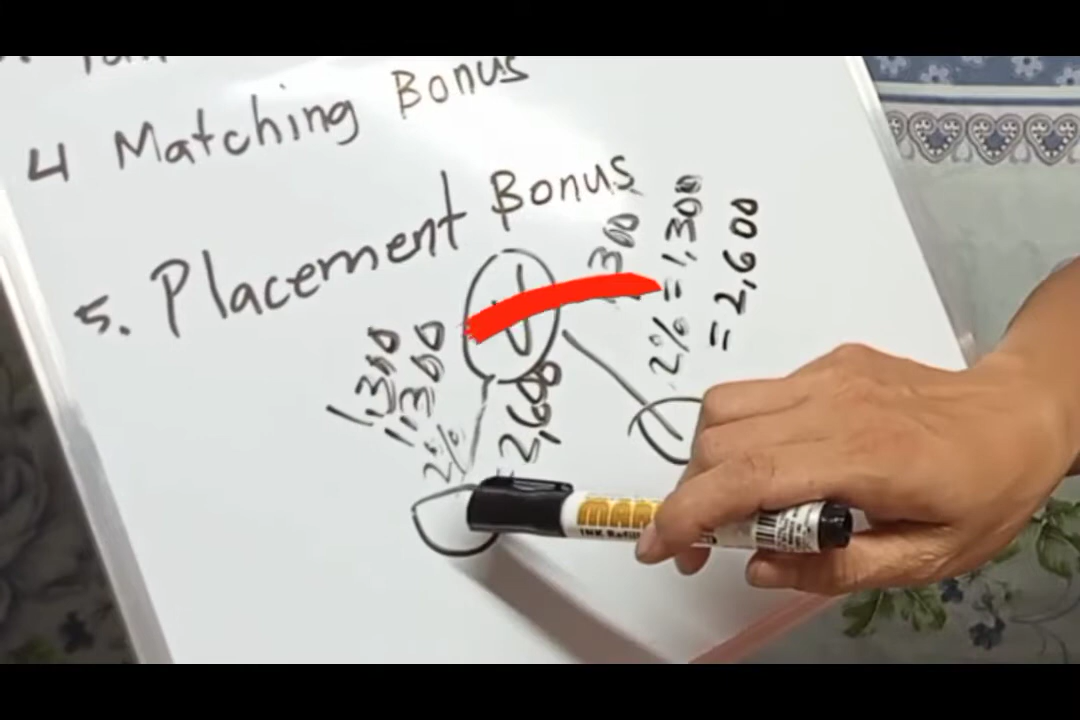 4 Matching Bonus
5. Placement Bonus
300
2% = 1,300
= 2,600
1,300
1,300
2%
2,600